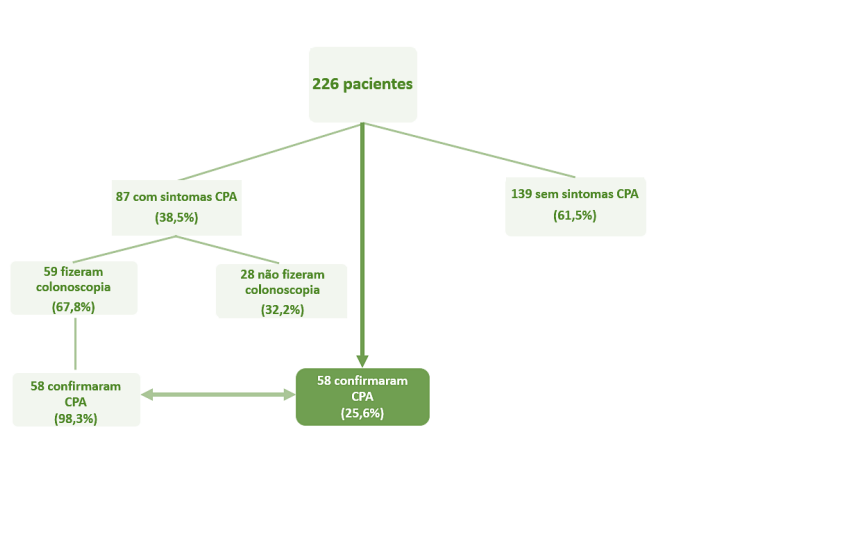 226 pacientes
87 com sintomas CPA
(38,5%)
139 sem sintomas CPA
(61,5%)
59 fizeram
colonoscopia
(67,8%)
28 não fizeram
colonoscopia
(32,2%)
58 confirmaram
CPA
(98,3%)
58 confirmaram
CPA
(25,6%)